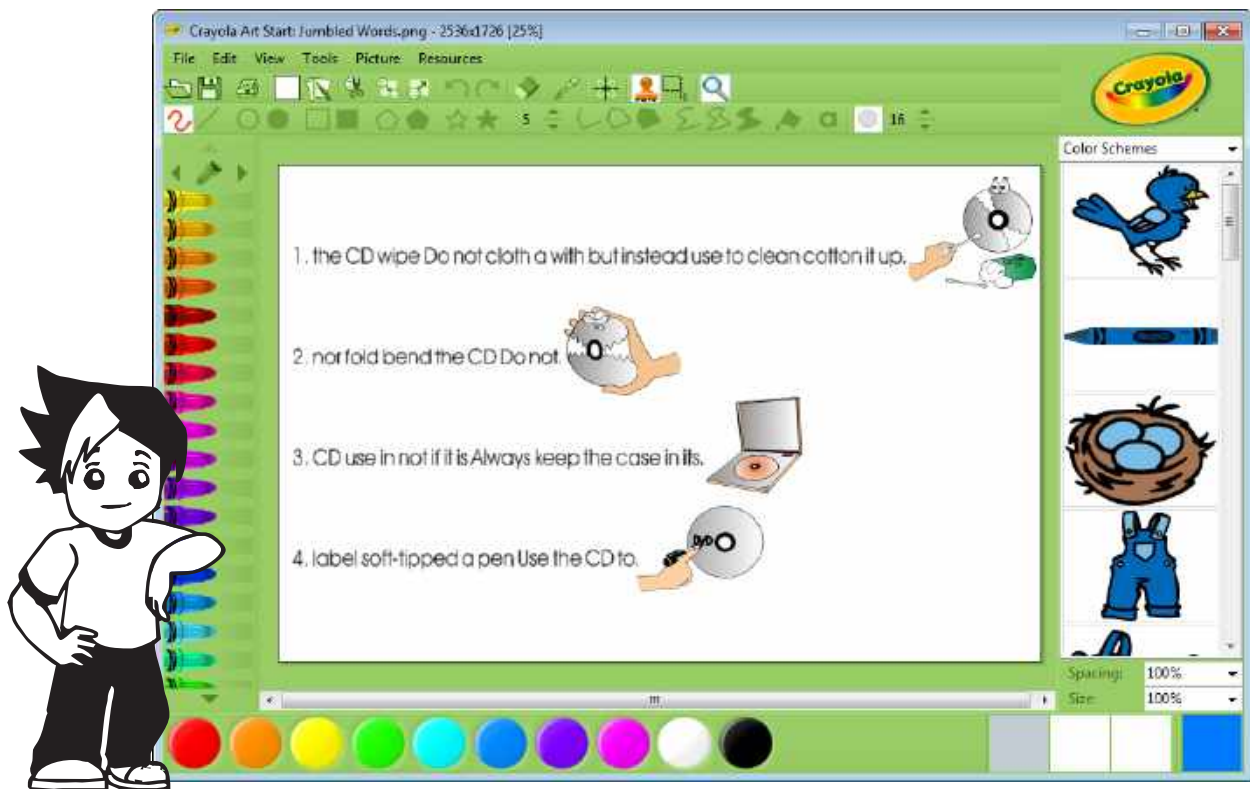 Crayola Art Start: Jumbled Words.png - 2536x1726 [25%]
File Edit View Tools Picture Resources
5 a 16
Crayola
Color Schemes
1. the CD wipe Do not cloth a with but instead use to clean cotton it up.
2. nor fold bend the CD Do not.
3. CD use in not if it is Always keep the case in its.
4. label soft-tipped a pen Use the CD to.
DVD
Spacing: 100%
Size: 100%